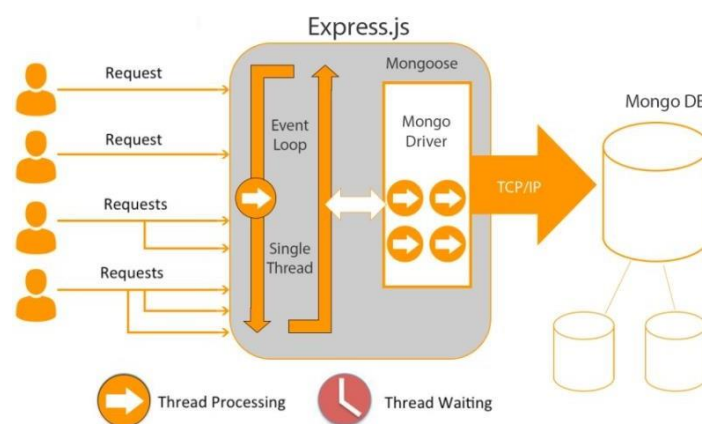 Express.js
Request
Mongoose
Mongo DB
Request
Event
Loop
Mongo
Driver
Requests
TCP/IP
Single
Thread
Requests
Thread Processing
Thread Waiting